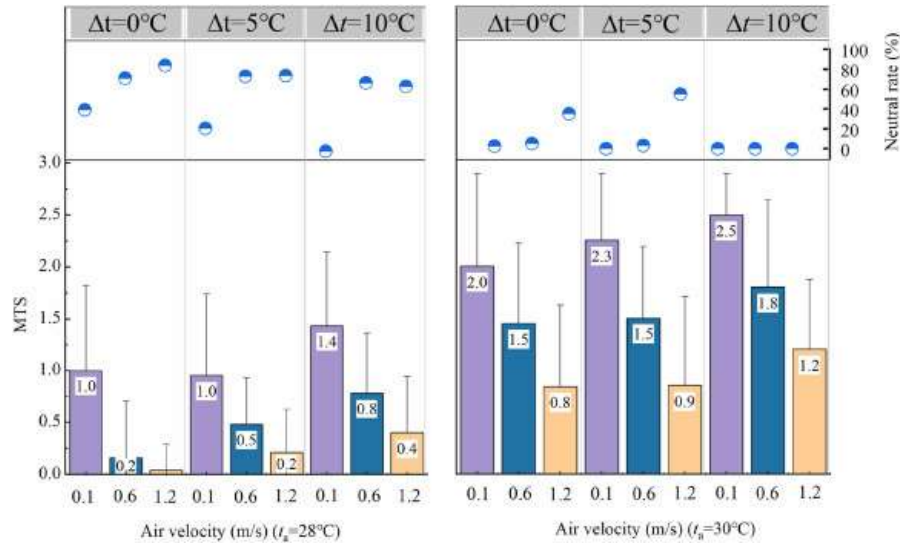 Δt=0℃ Δt=5℃ Δt=10℃ Δt=0℃ Δt=5℃ Δt=10℃
100
80
60
40
20
0
Neutral rate (%)
3.0
2.5
2.0
1.5
1.0
0.5
0.0
MTS
1.0 0.2 1.0 0.5 0.2 1.4 0.8 0.4
2.0 1.5 0.8 2.3 1.5 0.9 2.5 1.8 1.2
0.1 0.6 1.2 0.1 0.6 1.2 0.1 0.6 1.2
0.1 0.6 1.2 0.1 0.6 1.2 0.1 0.6 1.2
Air velocity (m/s) (ta=28℃)
Air velocity (m/s) (ta=30℃)